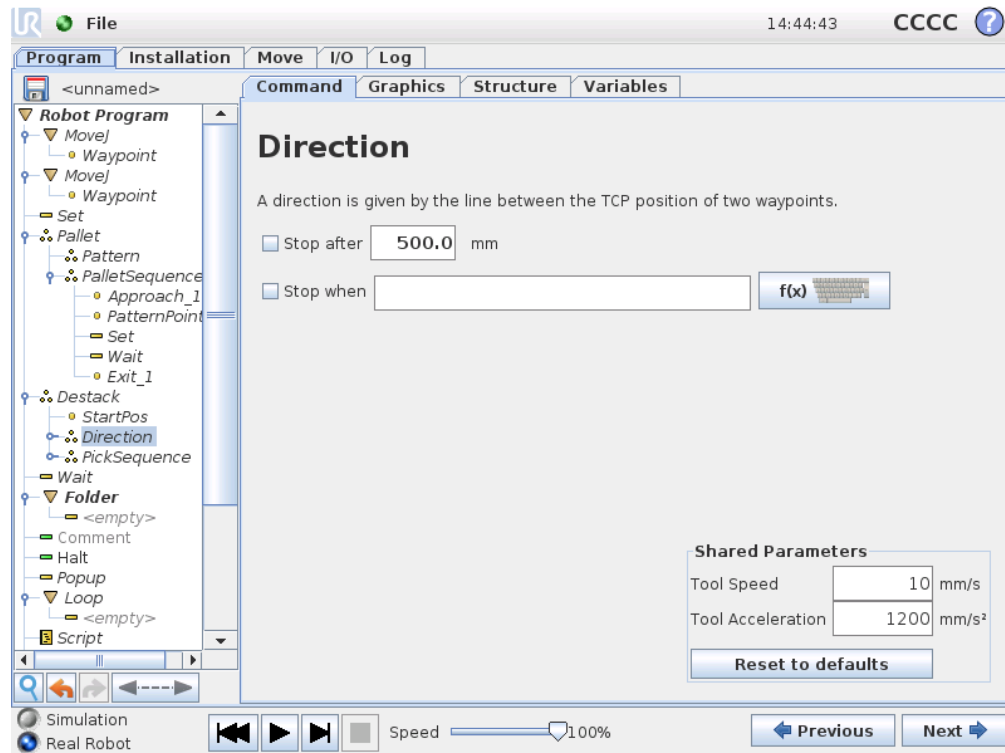 UR File 14:44:43 CCCC ?
Program Installation Move I/O Log
<unnamed> Command Graphics Structure Variables
Robot Program
MoveJ
Waypoint
MoveJ
Waypoint
Set
Pallet
Pattern
PalletSequence
Approach_1
PatternPoint
Set
Wait
Exit_1
Destack
StartPos
Direction
PickSequence
Wait
Folder
<empty>
Comment
Halt
Popup
Loop
<empty>
Script
Direction
A direction is given by the line between the TCP position of two waypoints.
Stop after 500.0 mm
Stop when f(x)
Shared Parameters
Tool Speed 10 mm/s
Tool Acceleration 1200 mm/s²
Reset to defaults
Simulation
Real Robot
Speed 100%
Previous Next